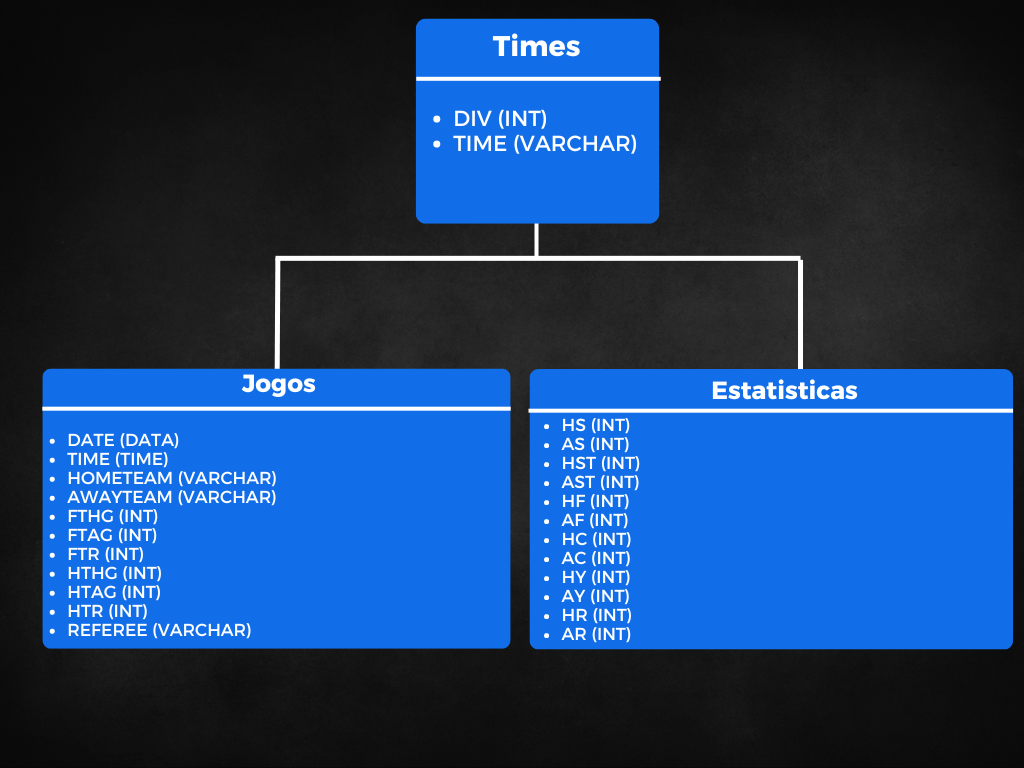 Times
DIV (INT)
TIME (VARCHAR)
Jogos
DATE (DATA)
TIME (TIME)
HOMETEAM (VARCHAR)
AWAYTEAM (VARCHAR)
FTHG (INT)
FTAG (INT)
FTR (INT)
HTHG (INT)
HTAG (INT)
HTR (INT)
REFEREE (VARCHAR)
Estatisticas
HS (INT)
AS (INT)
HST (INT)
AST (INT)
HF (INT)
AF (INT)
HC (INT)
AC (INT)
HY (INT)
AY (INT)
HR (INT)
AR (INT)